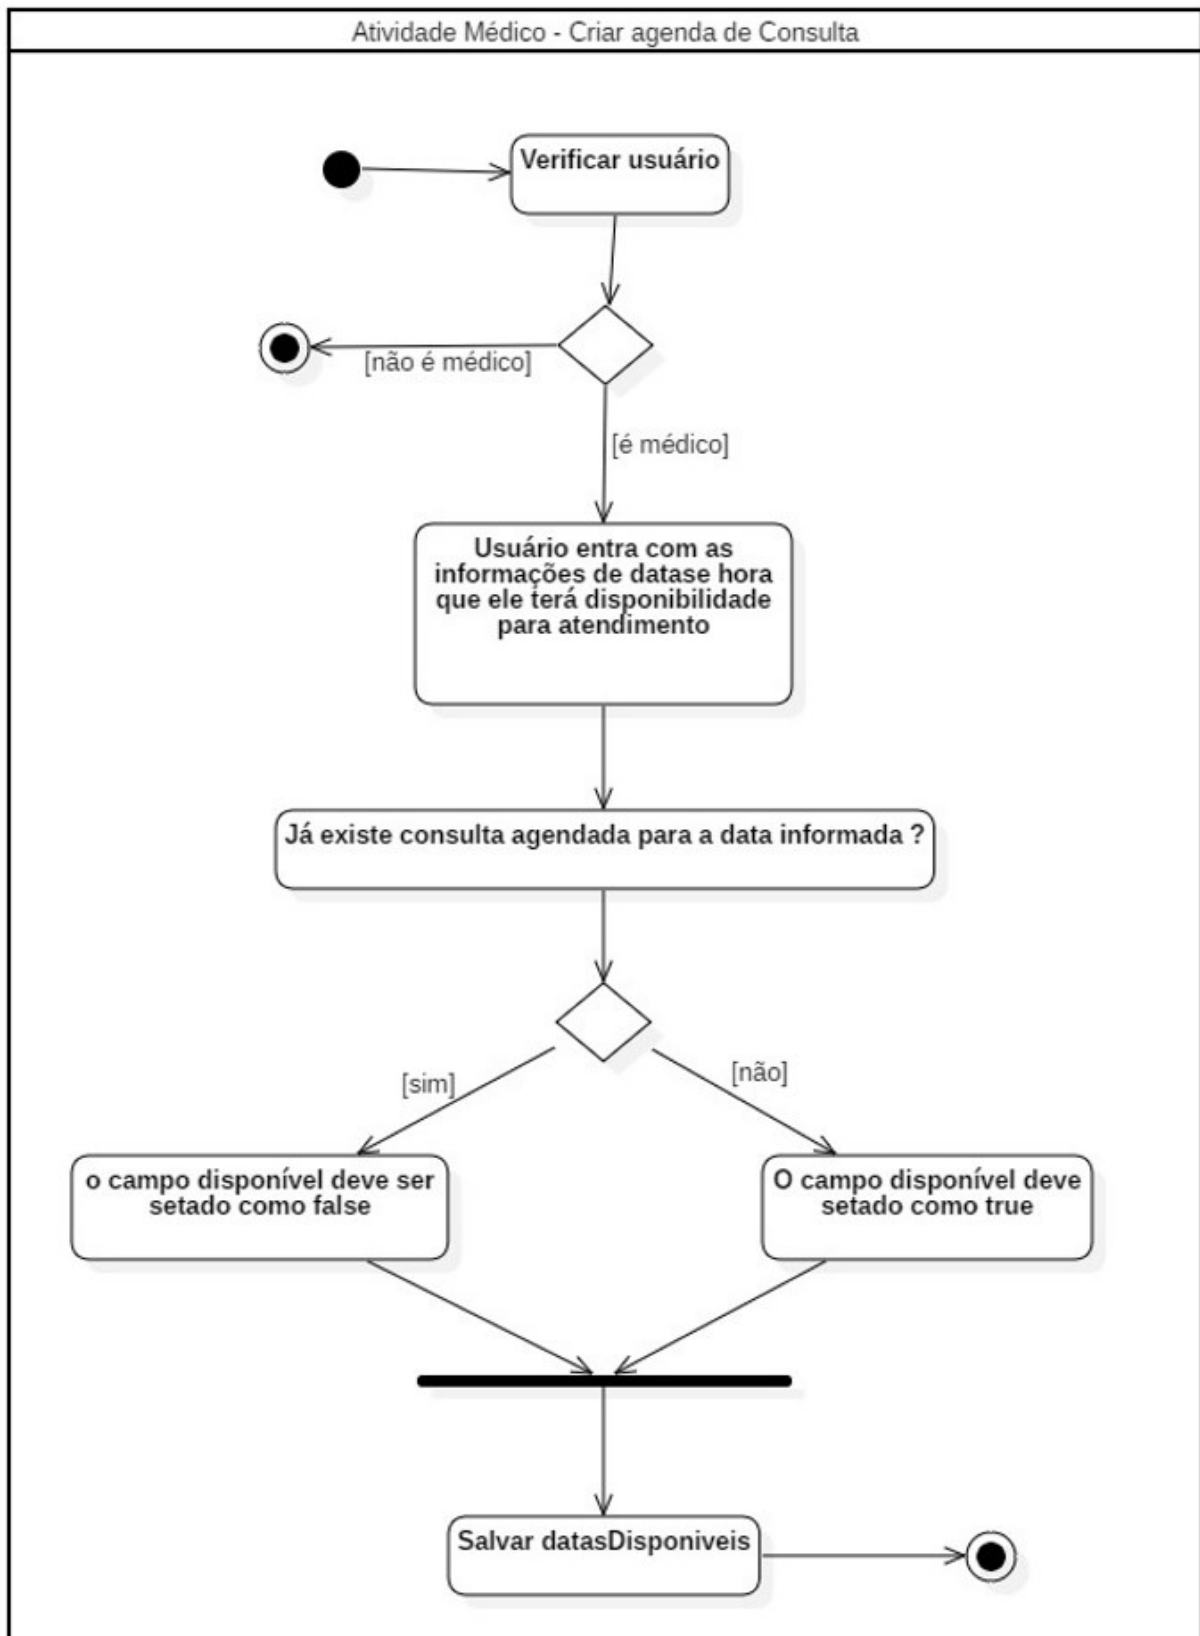 Atividade Médico - Criar agenda de Consulta
Verificar usuário
[não é médico]
[é médico]
Usuário entra com as
informações de datase hora
que ele terá disponibilidade
para atendimento
Já existe consulta agendada para a data informada ?
[sim]
[não]
o campo disponível deve ser
setado como false
O campo disponível deve
setado como true
Salvar datasDisponiveis